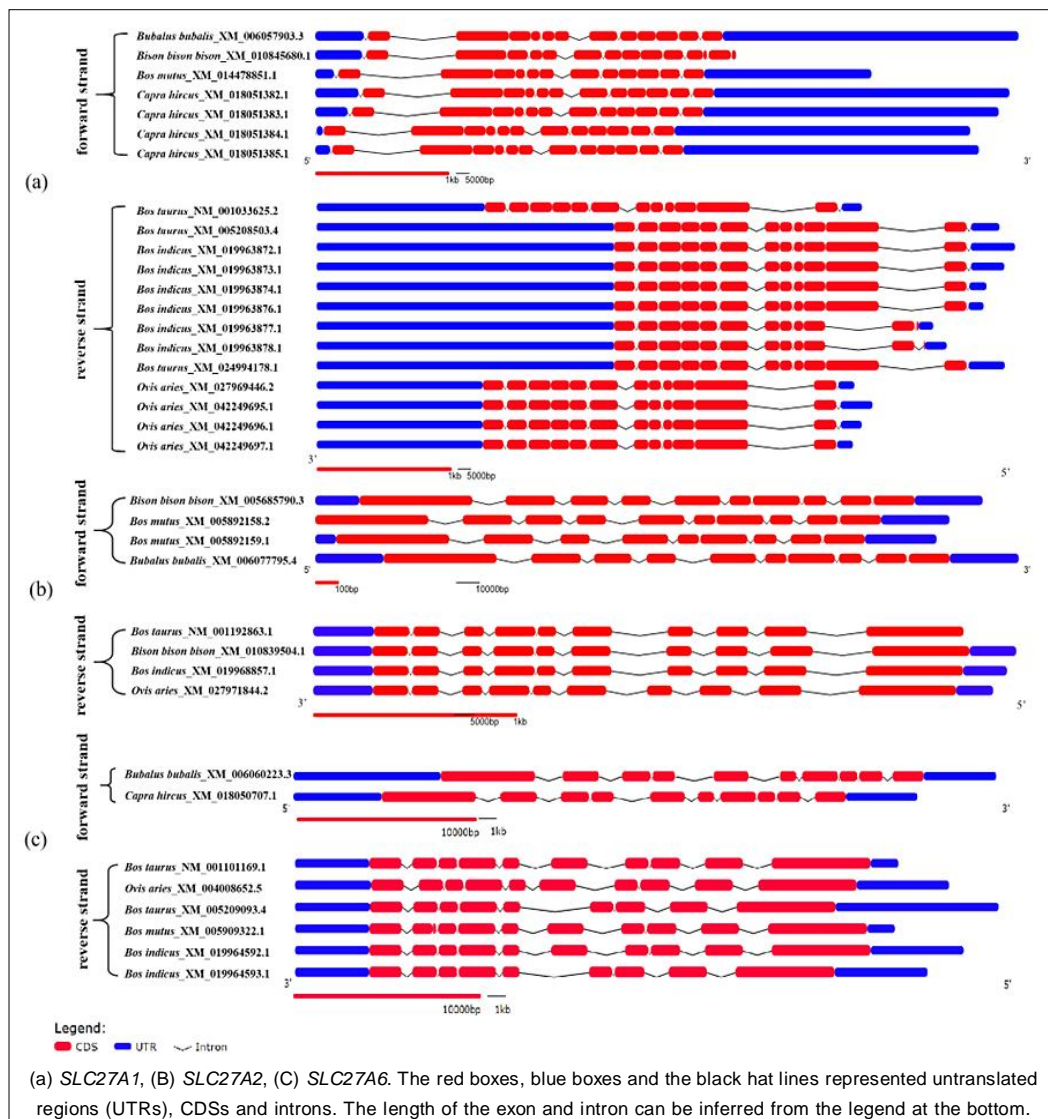 forward strand
Bubalus bubalis_XM_006057903.3
Bison bison bison_XM_010845680.1
Bos mutus_XM_014478851.1
Capra hircus_XM_018051382.1
Capra hircus_XM_018051383.1
Capra hircus_XM_018051384.1
Capra hircus_XM_018051385.1
5' 3'
1kb 5000bp
(a)
reverse strand
Bos taurus_NM_001033625.2
Bos taurus_XM_005208503.4
Bos indicus_XM_019963872.1
Bos indicus_XM_019963873.1
Bos indicus_XM_019963874.1
Bos indicus_XM_019963876.1
Bos indicus_XM_019963877.1
Bos indicus_XM_019963878.1
Bos taurus_XM_024994178.1
Ovis aries_XM_027969446.2
Ovis aries_XM_042249695.1
Ovis aries_XM_042249696.1
Ovis aries_XM_042249697.1
3' 5'
1kb 5000bp
forward strand
Bison bison bison_XM_005685790.3
Bos mutus_XM_005892158.2
Bos mutus_XM_005892159.1
Bubalus bubalis_XM_006077795.4
5' 3'
100bp 10000bp
(b)
reverse strand
Bos taurus_NM_001192863.1
Bison bison bison_XM_010839504.1
Bos indicus_XM_019968857.1
Ovis aries_XM_027971844.2
3' 5'
5000bp 1kb
forward strand
Bubalus bubalis_XM_006060223.3
Capra hircus_XM_018050707.1
5' 3'
10000bp 1kb
(c)
reverse strand
Bos taurus_NM_001101169.1
Ovis aries_XM_004008652.5
Bos taurus_XM_005209093.4
Bos mutus_XM_005909322.1
Bos indicus_XM_019964592.1
Bos indicus_XM_019964593.1
3' 5'
10000bp 1kb
Legend:
CDS UTR Intron
(a) SLC27A1, (B) SLC27A2, (C) SLC27A6. The red boxes, blue boxes and the black hat lines represented untranslated
regions (UTRs), CDSs and introns. The length of the exon and intron can be inferred from the legend at the bottom.